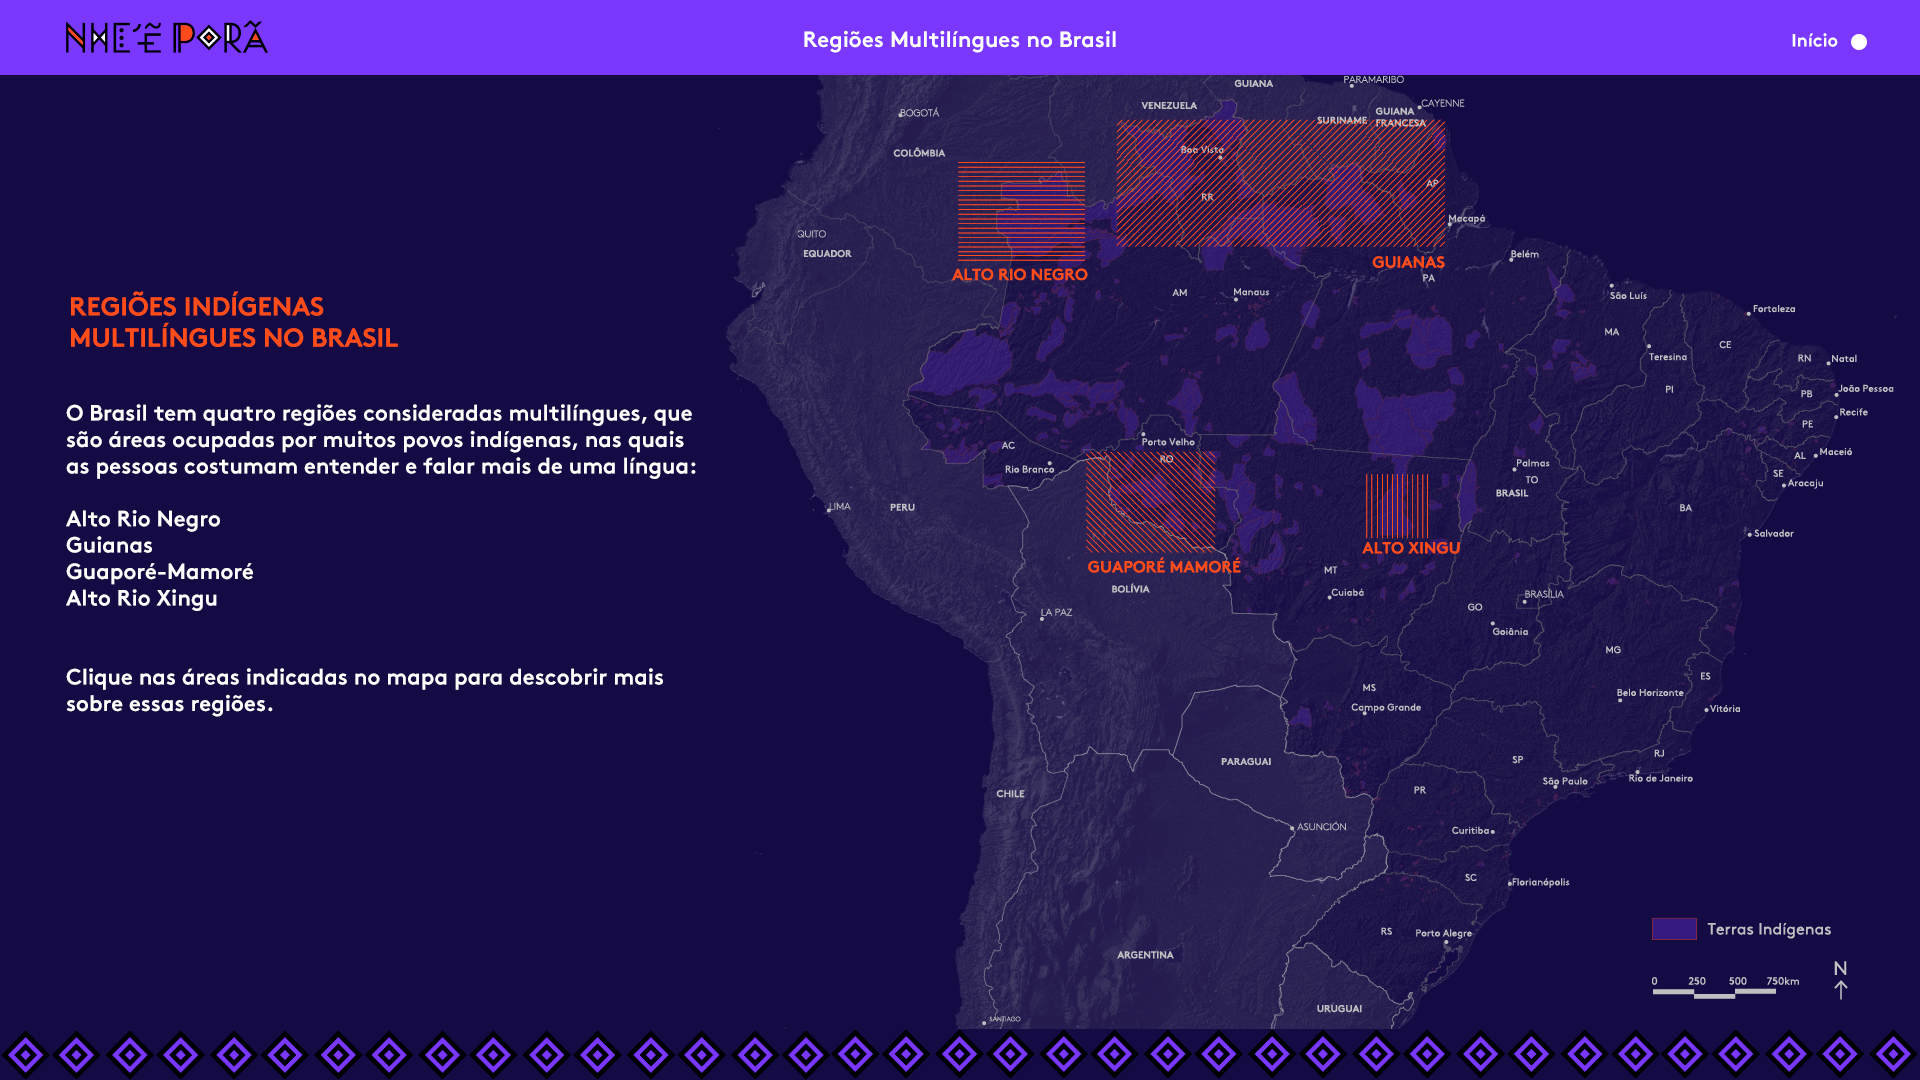 NHE'Ẽ PORÃ
Regiões Multilíngues no Brasil
Início
REGIÕES INDÍGENAS
MULTILÍNGUES NO BRASIL
O Brasil tem quatro regiões consideradas multilíngues, que
são áreas ocupadas por muitos povos indígenas, nas quais
as pessoas costumam entender e falar mais de uma língua:
Alto Rio Negro
Guianas
Guaporé-Mamoré
Alto Rio Xingu
Clique nas áreas indicadas no mapa para descobrir mais
sobre essas regiões.
PARAMARIBO
GUIANA
VENEZUELA
CAYENNE
GUIANA
FRANCESA
SURINAME
BOGOTÁ
COLÔMBIA
Boa Vista
RR
AP
Macapá
QUITO
EQUADOR
ALTO RIO NEGRO
GUIANAS
Belém
PA
AM
Manaus
São Luís
Fortaleza
MA
Teresina
CE
RN
Natal
PI
PB
João Pessoa
Recife
PE
AC
Rio Branco
Porto Velho
RO
AL
Maceió
SE
Aracaju
Palmas
TO
BRASIL
BA
Salvador
LIMA
PERU
ALTO XINGU
GUAPORÉ MAMORÉ
BOLÍVIA
MT
Cuiabá
BRASÍLIA
GO
Goiânia
LA PAZ
MG
ES
Belo Horizonte
Vitória
MS
Campo Grande
RJ
Rio de Janeiro
SP
São Paulo
PARAGUAI
CHILE
PR
ASUNCIÓN
Curitiba
SC
Florianópolis
RS
Porto Alegre
ARGENTINA
URUGUAI
SANTIAGO
Terras Indígenas
N
0 250 500 750km